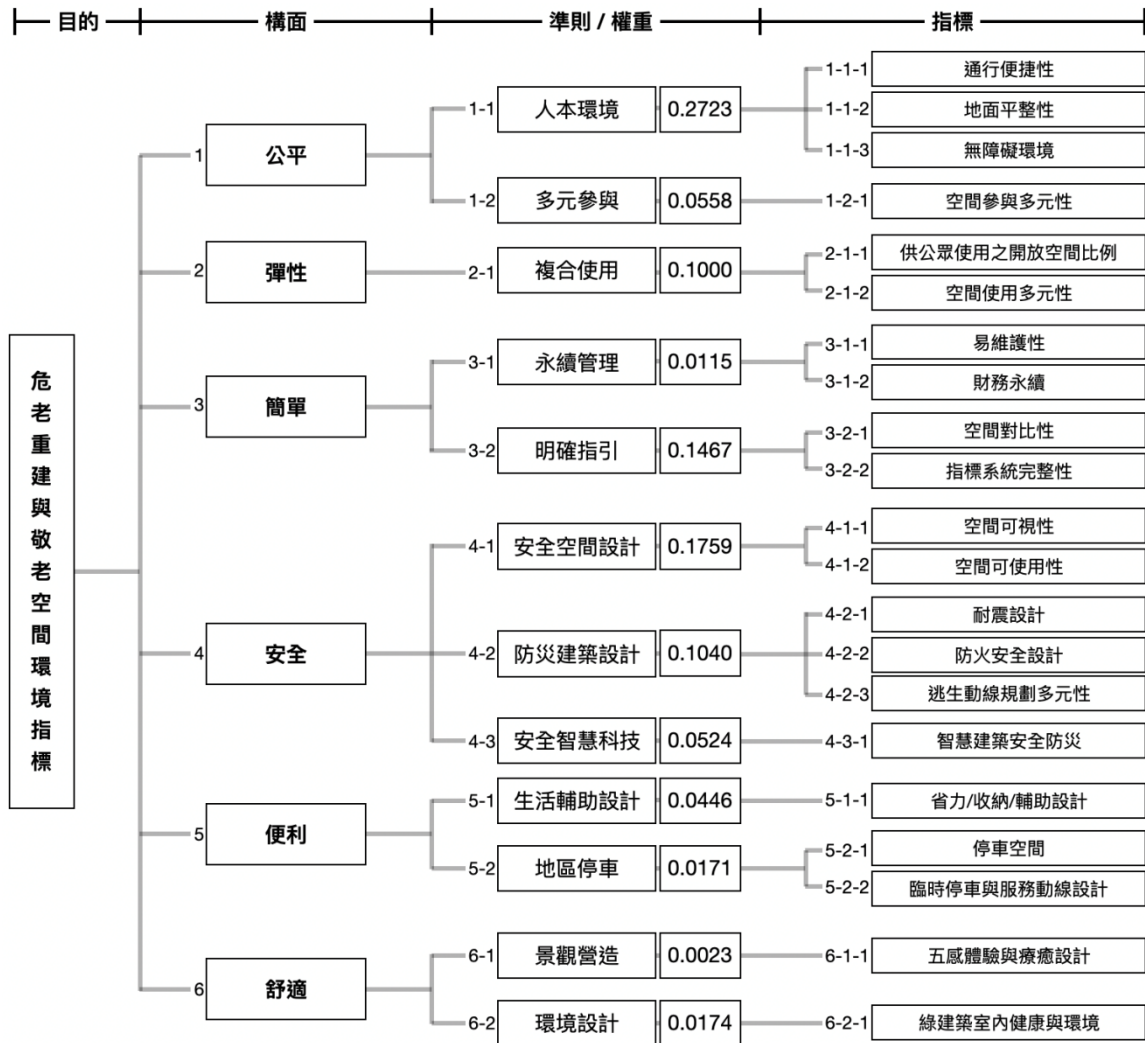 目的 構面 準則 / 權重 指標
危老重建與敬老空間環境指標
1 公平
1-1 人本環境 0.2723
1-1-1 通行便捷性
1-1-2 地面平整性
1-1-3 無障礙環境
1-2 多元參與 0.0558
1-2-1 空間參與多元性
2 彈性
2-1 複合使用 0.1000
2-1-1 供公眾使用之開放空間比例
2-1-2 空間使用多元性
3 簡單
3-1 永續管理 0.0115
3-1-1 易維護性
3-1-2 財務永續
3-2 明確指引 0.1467
3-2-1 空間對比性
3-2-2 指標系統完整性
4 安全
4-1 安全空間設計 0.1759
4-1-1 空間可視性
4-1-2 空間可使用性
4-2 防災建築設計 0.1040
4-2-1 耐震設計
4-2-2 防火安全設計
4-2-3 逃生動線規劃多元性
4-3 安全智慧科技 0.0524
4-3-1 智慧建築安全防災
5 便利
5-1 生活輔助設計 0.0446
5-1-1 省力/收納/輔助設計
5-2 地區停車 0.0171
5-2-1 停車空間
5-2-2 臨時停車與服務動線設計
6 舒適
6-1 景觀營造 0.0023
6-1-1 五感體驗與療癒設計
6-2 環境設計 0.0174
6-2-1 綠建築室內健康與環境